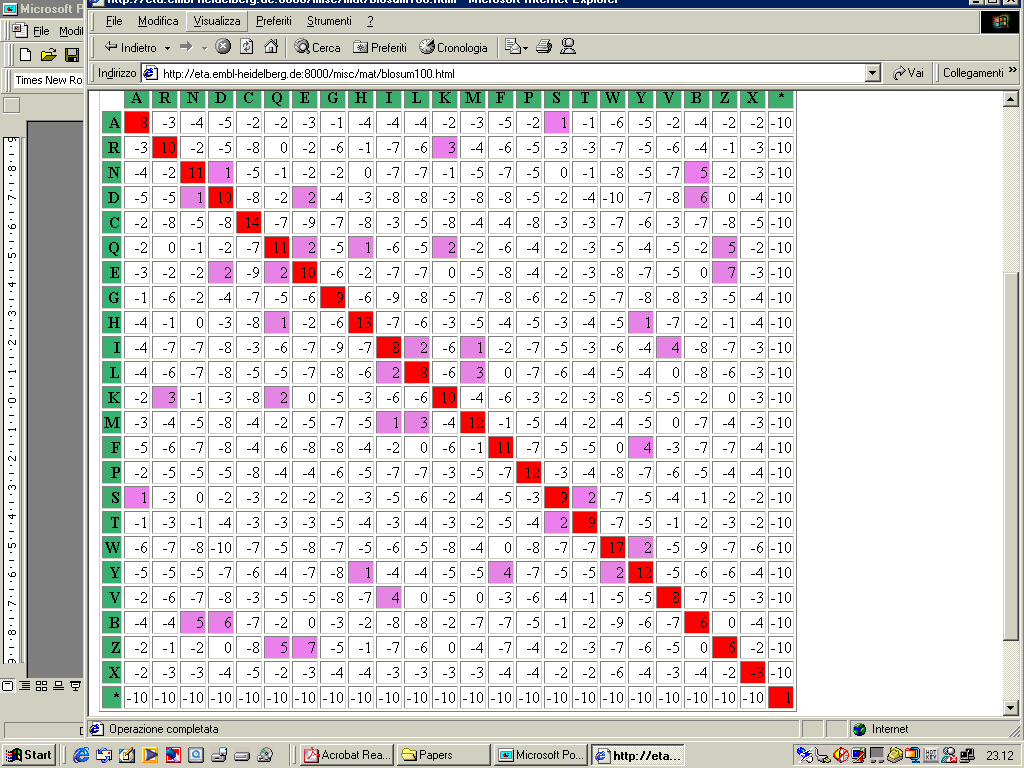 Microsoft P
http://eta.embl-heidelberg.de:8000/misc/mat/blosum100.html - Microsoft Internet Explorer
File Modifica Visualizza Preferiti Strumenti ?
File Modifi
Indietro Cerca Preferiti Cronologia
Times New Ro
Indirizzo http://eta.embl-heidelberg.de:8000/misc/mat/blosum100.html Vai Collegamenti »
A R N D C Q E G H I L K M F P S T W Y V B Z X *
A 8 -3 -4 -5 -2 -2 -3 -1 -4 -4 -4 -2 -3 -5 -2 1 -1 -6 -5 -2 -4 -2 -2 -10
R -3 10 -2 -5 -8 0 -2 -6 -1 -7 -6 3 -4 -6 -5 -3 -3 -7 -5 -6 -4 -1 -3 -10
N -4 -2 11 1 -5 -1 -2 -2 0 -7 -7 -1 -5 -7 -5 0 -1 -8 -5 -7 5 -2 -3 -10
D -5 -5 1 10 -8 -2 2 -4 -3 -8 -8 -3 -8 -8 -5 -2 -4 -10 -7 -8 6 0 -4 -10
C -2 -8 -5 -8 14 -7 -9 -7 -8 -3 -5 -8 -4 -4 -8 -3 -3 -7 -6 -3 -7 -8 -5 -10
Q -2 0 -1 -2 -7 11 2 -5 1 -6 -5 2 -2 -6 -4 -2 -3 -5 -4 -5 -2 5 -2 -10
E -3 -2 -2 2 -9 2 10 -6 -2 -7 -7 0 -5 -8 -4 -2 -3 -8 -7 -5 0 7 -3 -10
G -1 -6 -2 -4 -7 -5 -6 9 -6 -9 -8 -5 -7 -8 -6 -2 -5 -7 -8 -8 -3 -5 -4 -10
H -4 -1 0 -3 -8 1 -2 -6 13 -7 -6 -3 -5 -4 -5 -3 -4 -5 1 -7 -2 -1 -4 -10
I -4 -7 -7 -8 -3 -6 -7 -9 -7 8 2 -6 1 -2 -7 -5 -3 -6 -4 4 -8 -7 -3 -10
L -4 -6 -7 -8 -5 -5 -7 -8 -6 2 8 -6 3 0 -7 -6 -4 -5 -4 0 -8 -6 -3 -10
K -2 3 -1 -3 -8 2 0 -5 -3 -6 -6 10 -4 -6 -3 -2 -3 -8 -5 -5 -2 0 -3 -10
M -3 -4 -5 -8 -4 -2 -5 -7 -5 1 3 -4 12 -1 -5 -4 -2 -4 -5 0 -7 -4 -3 -10
F -5 -6 -7 -8 -4 -6 -8 -8 -4 -2 0 -6 -1 11 -7 -5 -5 0 4 -3 -7 -7 -4 -10
P -2 -5 -5 -5 -8 -4 -4 -6 -5 -7 -7 -3 -5 -7 12 -3 -4 -8 -7 -6 -5 -4 -4 -10
S 1 -3 0 -2 -3 -2 -2 -2 -3 -5 -6 -2 -4 -5 -3 9 2 -7 -5 -4 -1 -2 -2 -10
T -1 -3 -1 -4 -3 -3 -3 -5 -4 -3 -4 -3 -2 -5 -4 2 9 -7 -5 -1 -2 -3 -2 -10
W -6 -7 -8 -10 -7 -5 -8 -7 -5 -6 -5 -8 -4 0 -8 -7 -7 17 2 -5 -9 -7 -6 -10
Y -5 -5 -5 -7 -6 -4 -7 -8 1 -4 -4 -5 -5 4 -7 -5 -5 2 12 -5 -6 -6 -4 -10
V -2 -6 -7 -8 -3 -5 -5 -8 -7 4 0 -5 0 -3 -6 -4 -1 -5 -5 8 -7 -5 -3 -10
B -4 -4 5 6 -7 -2 0 -3 -2 -8 -8 -2 -7 -7 -5 -1 -2 -9 -6 -7 6 0 -4 -10
Z -2 -1 -2 0 -8 5 7 -5 -1 -7 -6 0 -4 -7 -4 -2 -3 -7 -6 -5 0 6 -2 -10
X -2 -3 -3 -4 -5 -2 -3 -4 -4 -3 -3 -3 -3 -4 -4 -2 -2 -6 -4 -3 -4 -2 -3 -10
* -10 -10 -10 -10 -10 -10 -10 -10 -10 -10 -10 -10 -10 -10 -10 -10 -10 -10 -10 -10 -10 -10 -10 1
Operazione completata Internet
Start Acrobat Rea... Papers Microsoft Po... http://eta... 23.12